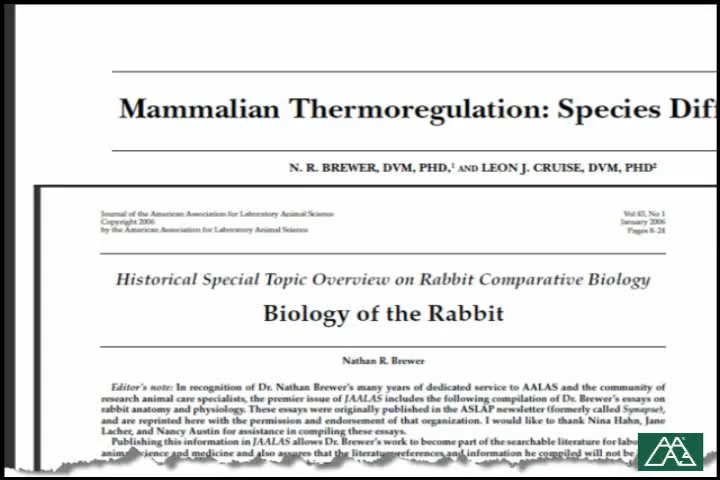 Mammalian Thermoregulation: Species Diff
N. R. BREWER, DVM, PHD,¹ AND LEON J. CRUISE, DVM, PHD²
Journal of the American Association for Laboratory Animal Science
Copyright 2006
by the American Association for Laboratory Animal Science
Vol 45, No 1
January 2006
Pages 8–24
Historical Special Topic Overview on Rabbit Comparative Biology
Biology of the Rabbit
Nathan R. Brewer
Editor's note: In recognition of Dr. Nathan Brewer's many years of dedicated service to AALAS and the community of
research animal care specialists, the premier issue of JAALAS includes the following compilation of Dr. Brewer's essays on
rabbit anatomy and physiology. These essays were originally published in the ASLAP newsletter (formerly called Synapse),
and are reprinted here with the permission and endorsement of that organization. I would like to thank Nina Hahn, Jane
Lacher, and Nancy Austin for assistance in compiling these essays.
Publishing this information in JAALAS allows Dr. Brewer's work to become part of the searchable literature for labo
science and medicine and also assures that the literature references and information he compiled will not be